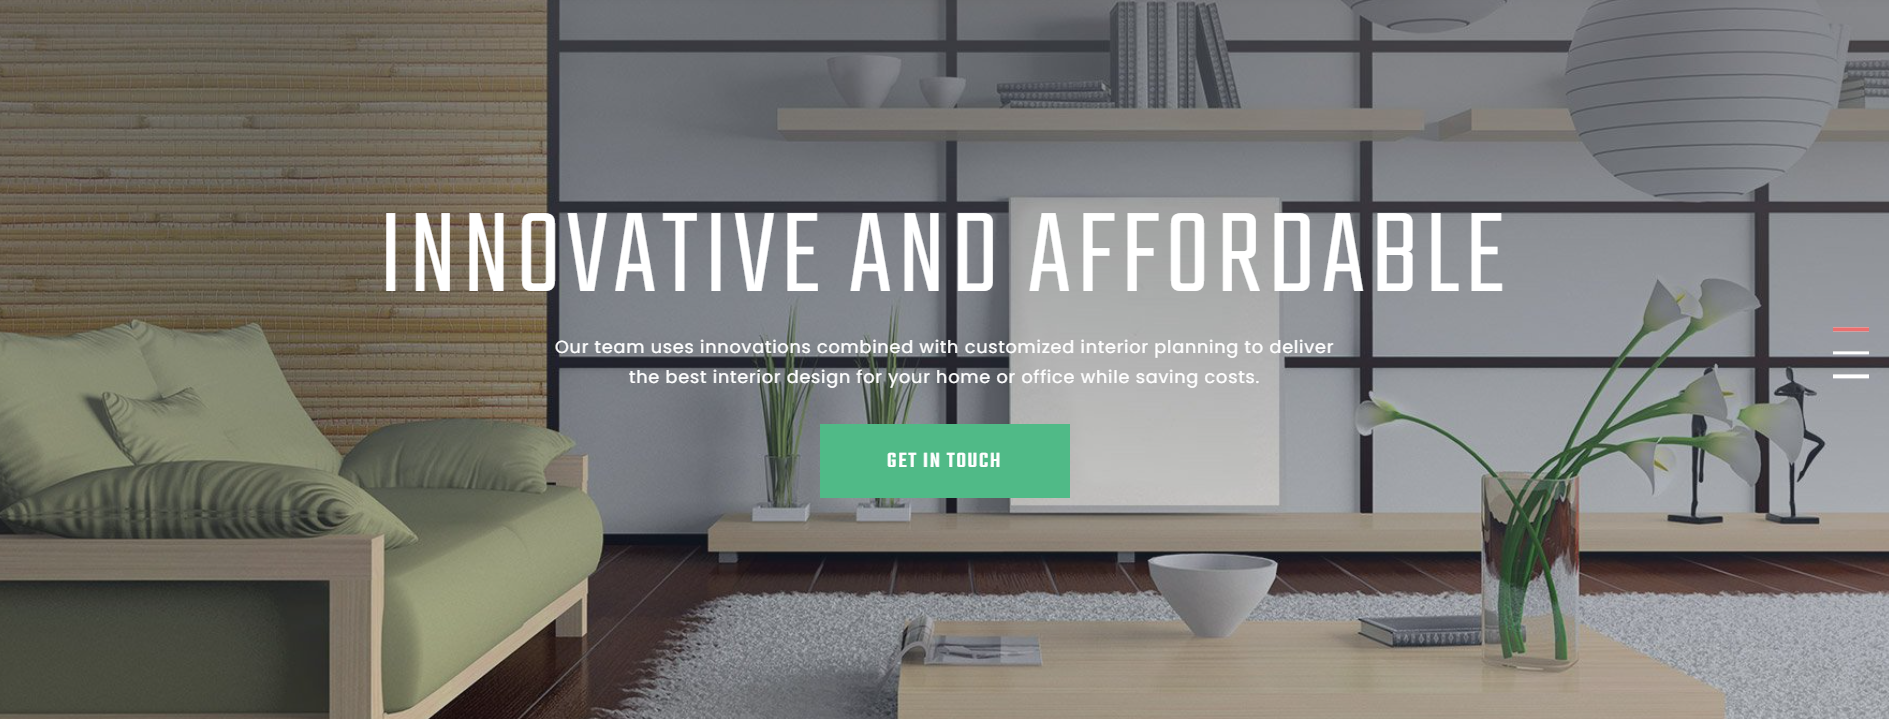 INNOVATIVE AND AFFORDABLE
Our team uses innovations combined with customized interior planning to deliver
the best interior design for your home or office while saving costs.
GET IN TOUCH